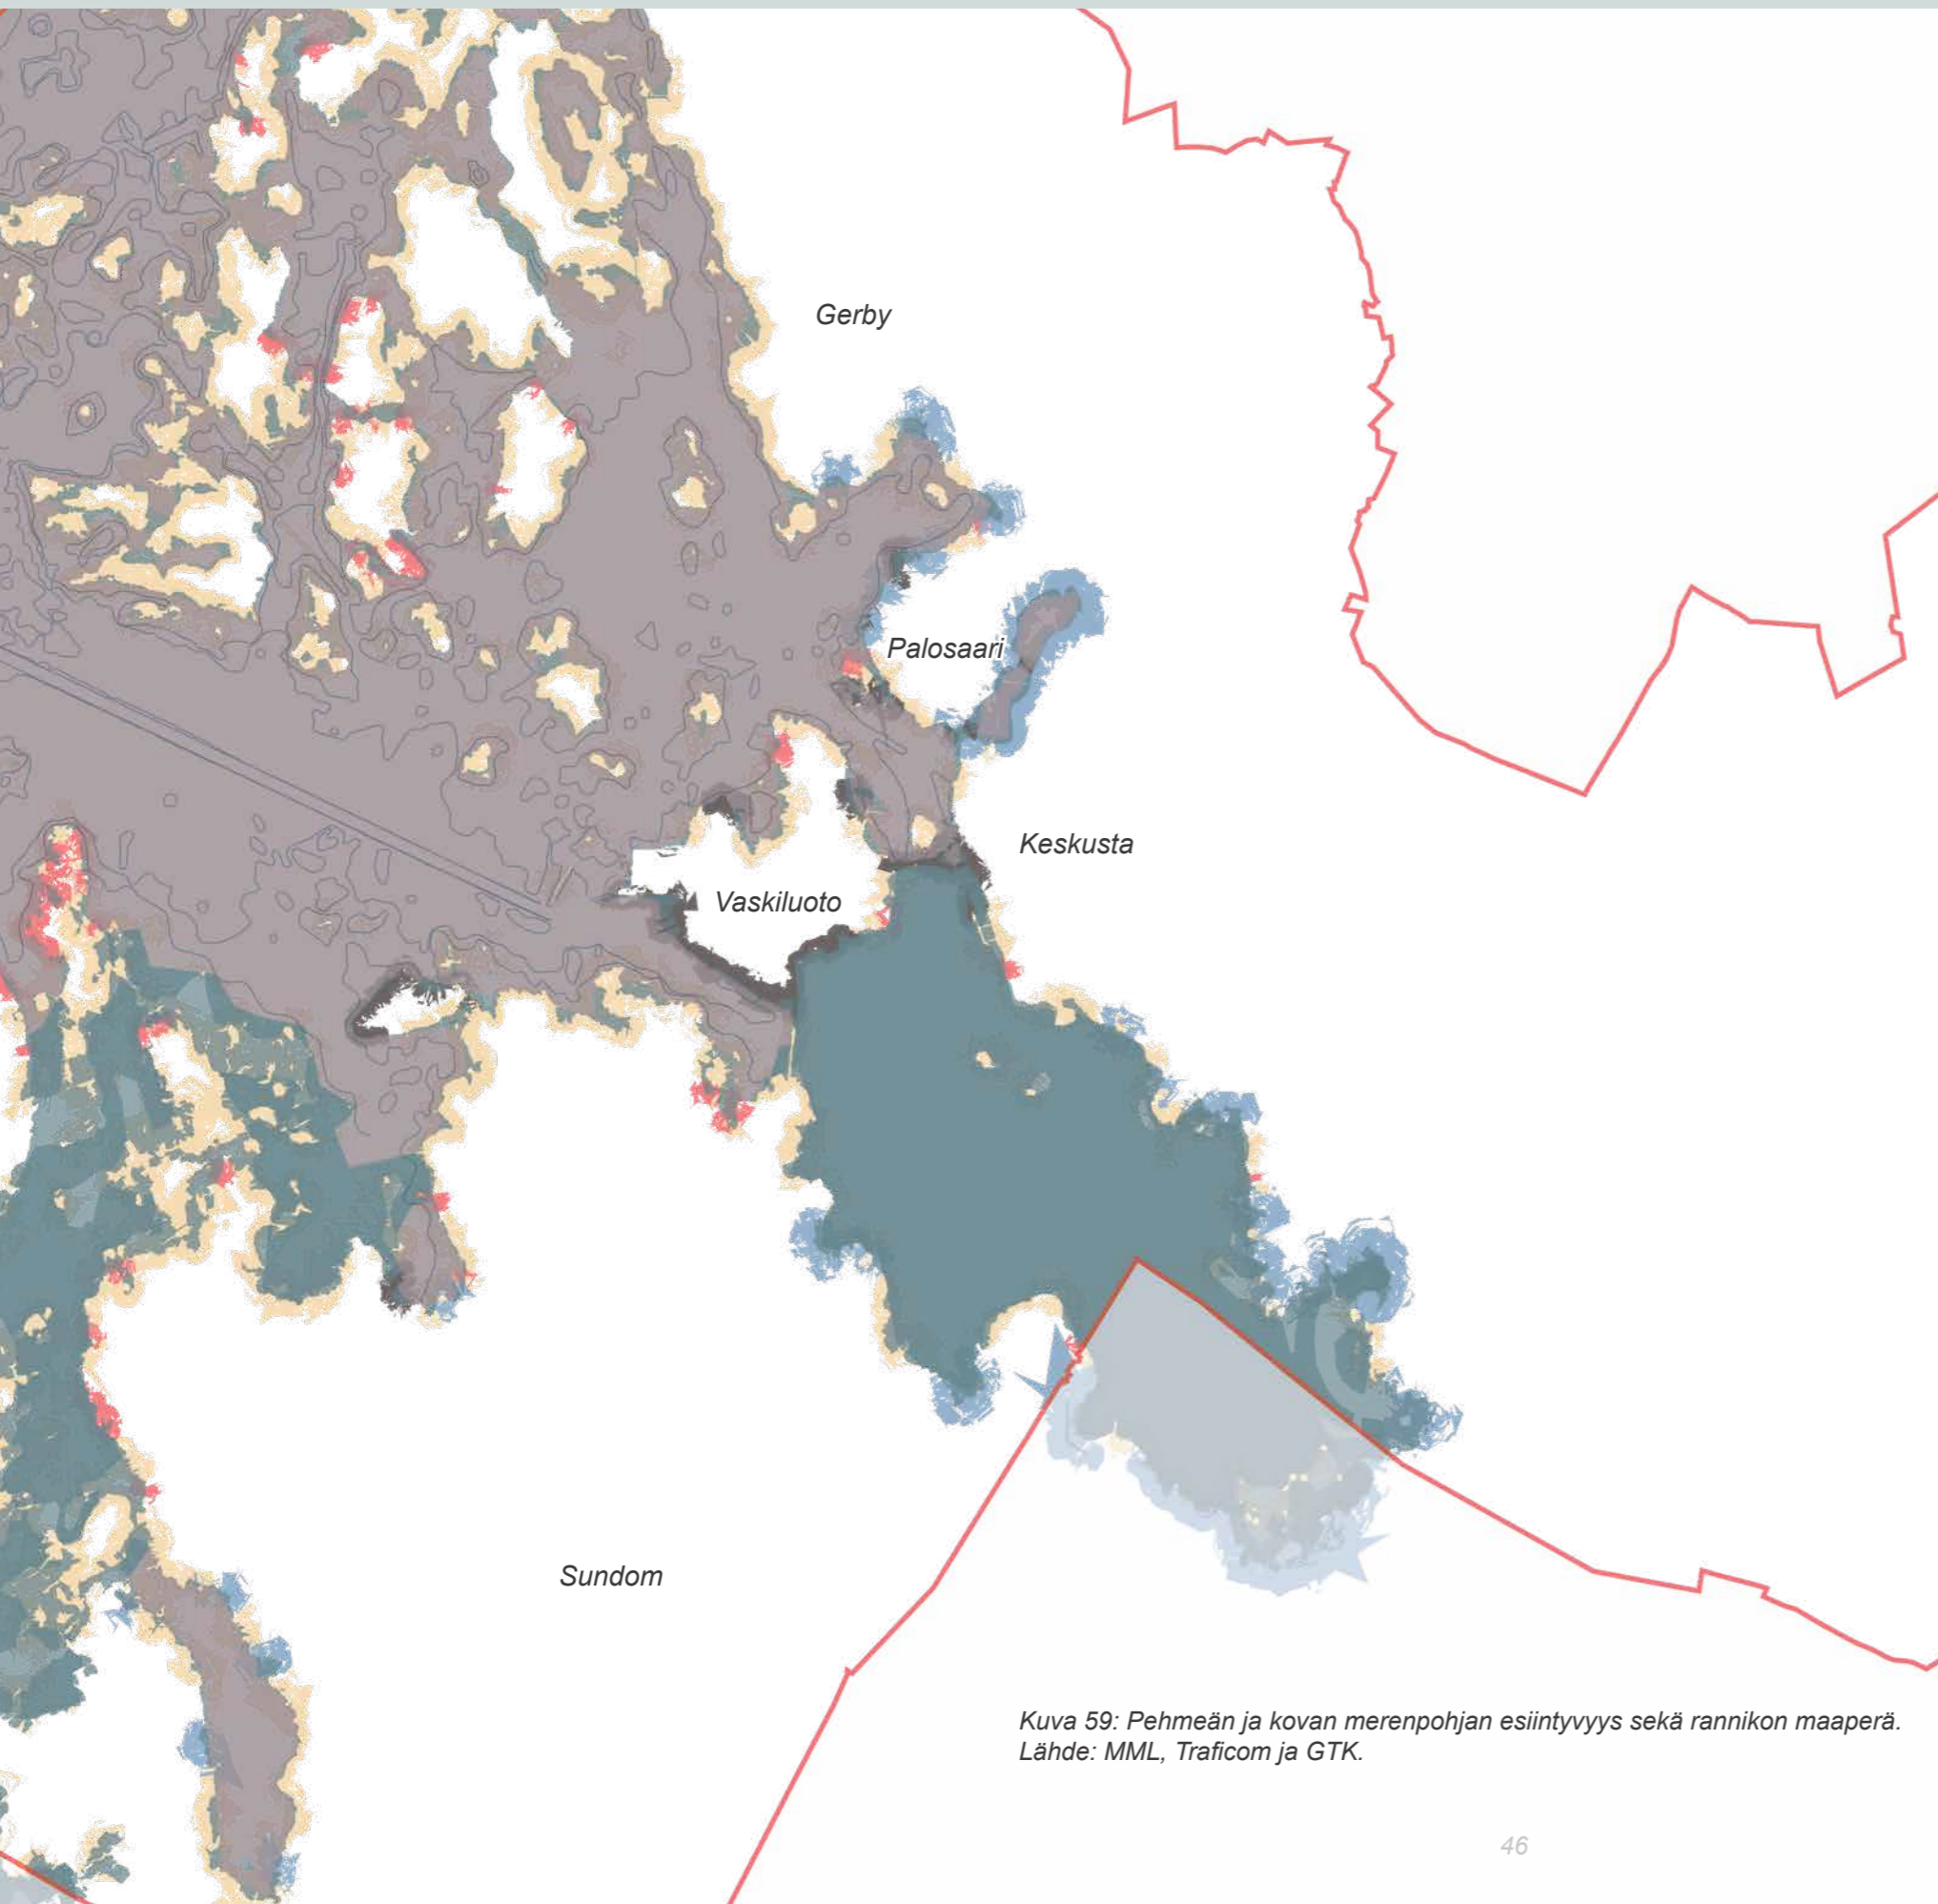 Gerby
Palosaari
Keskusta
Vaskiluoto
Sundom
Kuva 59: Pehmeän ja kovan merenpohjan esiintyvyys sekä rannikon maaperä.
Lähde: MML, Traficom ja GTK.
46